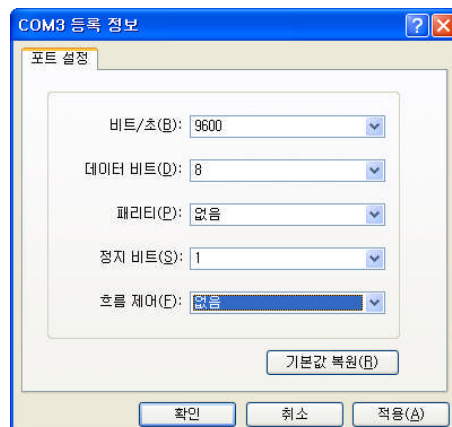 COM3 등록 정보
포트 설정
비트/초(B): 9600
데이터 비트(D): 8
패리티(P): 없음
정지 비트(S): 1
흐름 제어(F): 없음
기본값 복원(R)
확인 취소 적용(A)